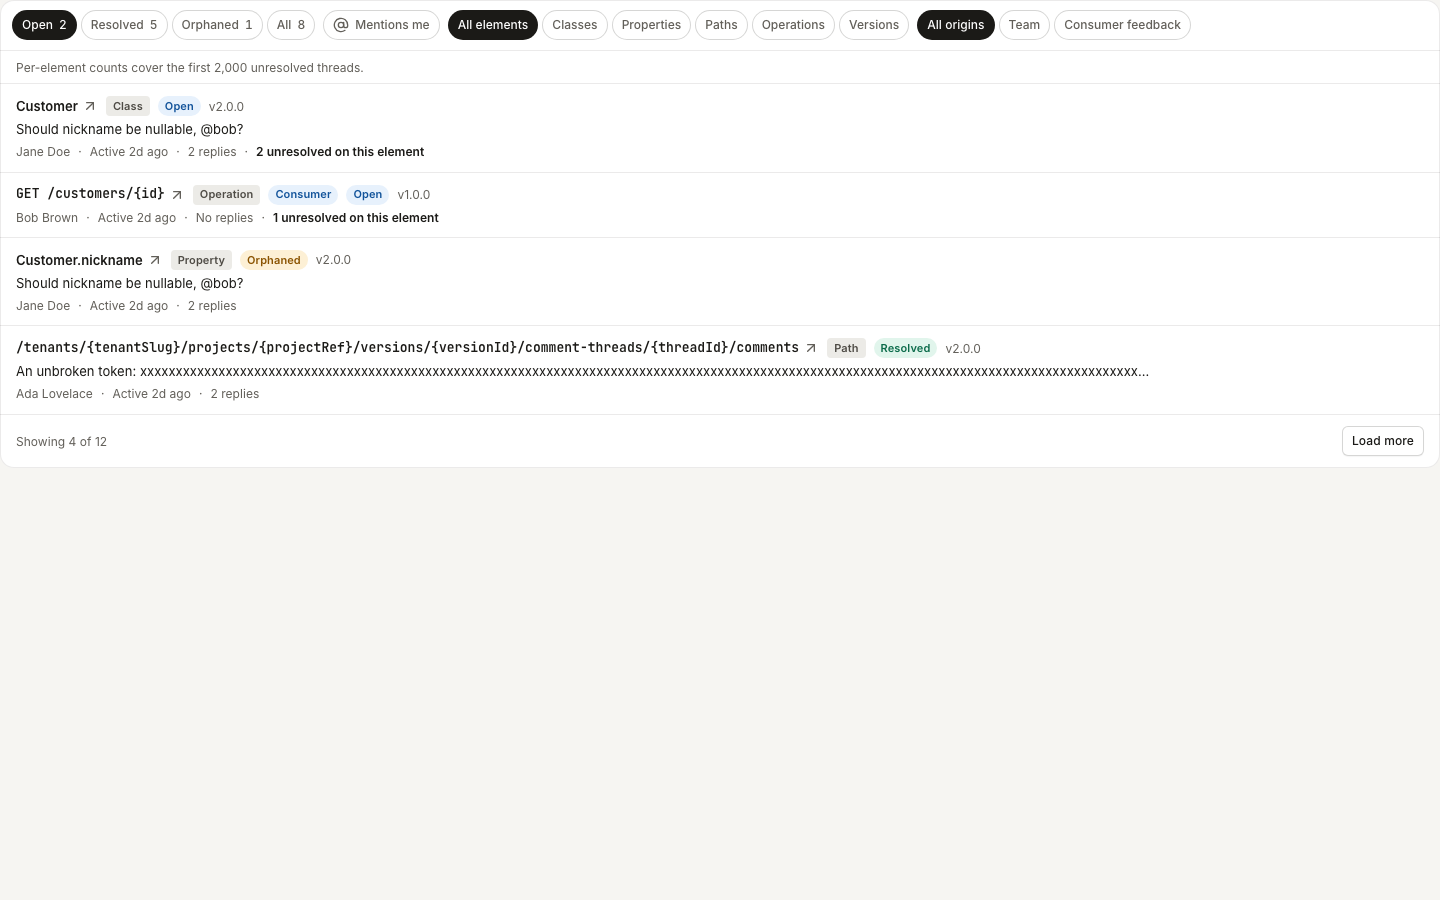 Open 2 Resolved 5 Orphaned 1 All 8 Mentions me All elements Classes Properties Paths Operations Versions All origins Team Consumer feedback
Per-element counts cover the first 2,000 unresolved threads.
Customer Class Open v2.0.0
Should nickname be nullable, @bob?
Jane Doe · Active 2d ago · 2 replies · 2 unresolved on this element
GET /customers/{id} Operation Consumer Open v1.0.0
Bob Brown · Active 2d ago · No replies · 1 unresolved on this element
Customer.nickname Property Orphaned v2.0.0
Should nickname be nullable, @bob?
Jane Doe · Active 2d ago · 2 replies
/tenants/{tenantSlug}/projects/{projectRef}/versions/{versionId}/comment-threads/{threadId}/comments Path Resolved v2.0.0
An unbroken token:
Ada Lovelace · Active 2d ago · 2 replies
Showing 4 of 12 Load more